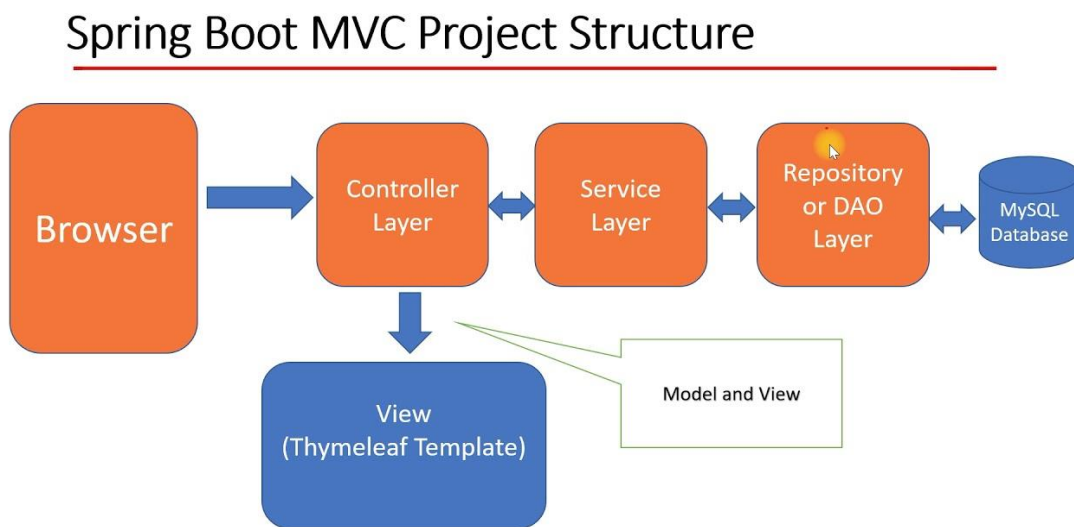 Spring Boot MVC Project Structure
Browser
Controller
Layer
Service
Layer
Repository
or DAO
Layer
MySQL
Database
View
(Thymeleaf Template)
Model and View